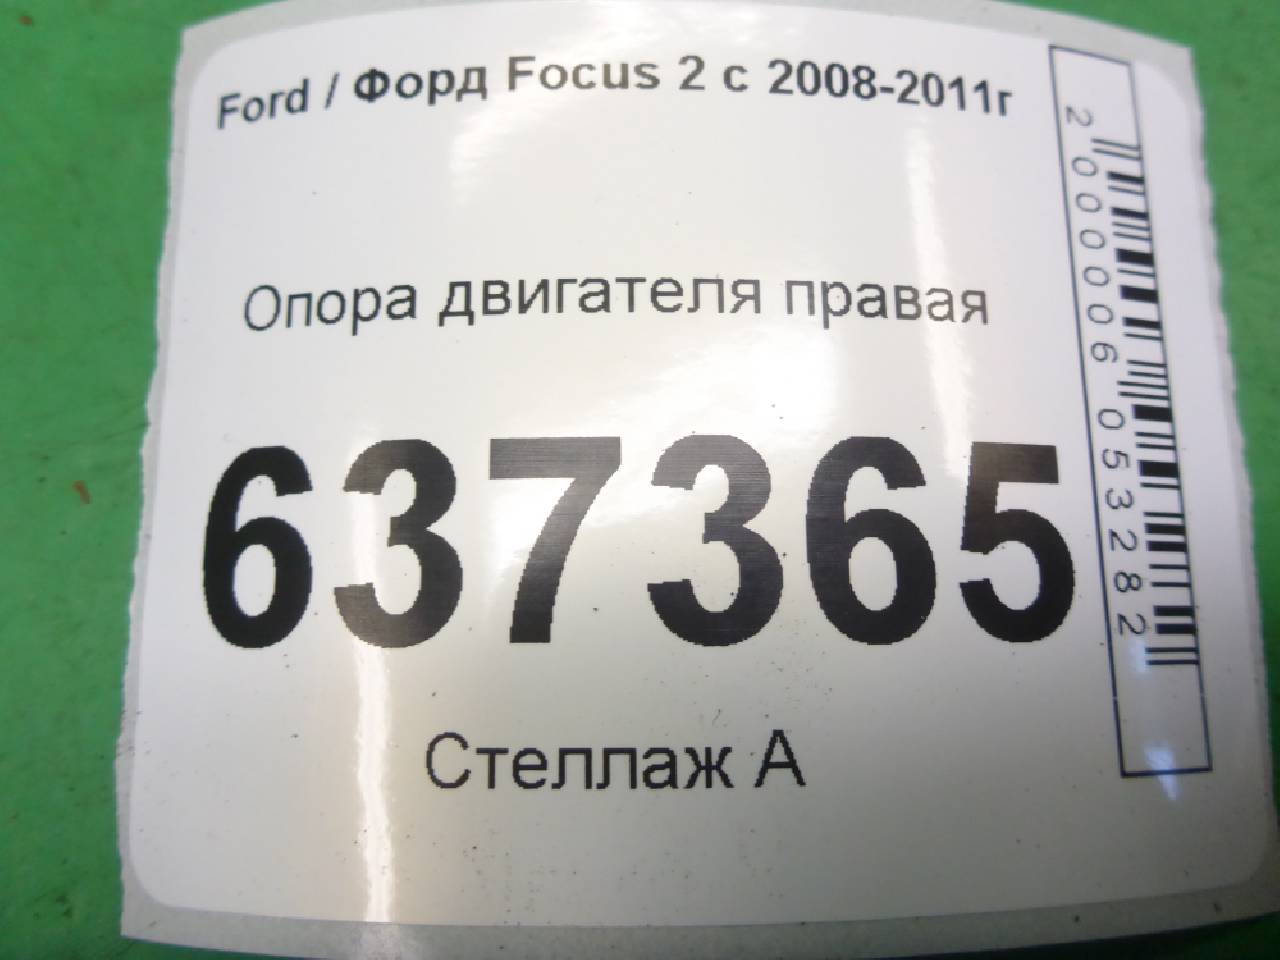 Ford / Форд Focus 2 с 2008-2011г
Опора двигателя правая
637365
Стеллаж А
2000006053282